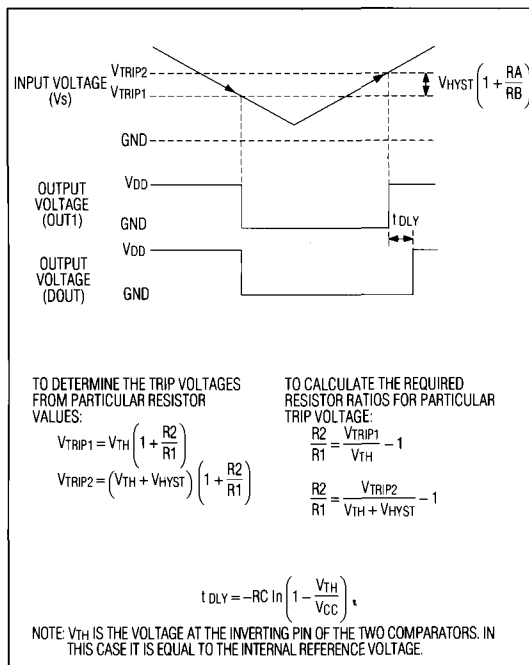 VTRIP2
INPUT VOLTAGE
(Vs)
VTRIP1
VHYST(1 + RA/RB)
GND
VDD
OUTPUT
VOLTAGE
(OUT1)
GND
t DLY
VDD
OUTPUT
VOLTAGE
(DOUT)
GND
TO DETERMINE THE TRIP VOLTAGES
FROM PARTICULAR RESISTOR
VALUES:
VTRIP1 = VTH(1 + R2/R1)
VTRIP2 = (VTH + VHYST)(1 + R2/R1)
TO CALCULATE THE REQUIRED
RESISTOR RATIOS FOR PARTICULAR
TRIP VOLTAGE:
R2/R1 = VTRIP1/VTH − 1
R2/R1 = VTRIP2/VTH + VHYST − 1
t DLY = −RC ln(1 − VTH/VCC).
NOTE: VTH IS THE VOLTAGE AT THE INVERTING PIN OF THE TWO COMPARATORS. IN
THIS CASE IT IS EQUAL TO THE INTERNAL REFERENCE VOLTAGE.